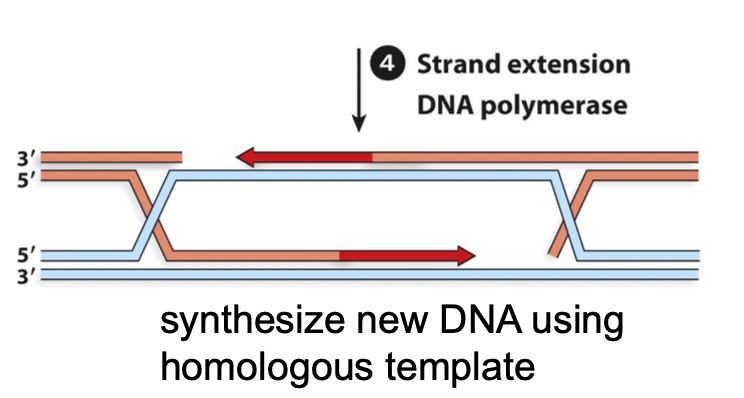 4 Strand extension
DNA polymerase
3′
5′
5′
3′
synthesize new DNA using
homologous template